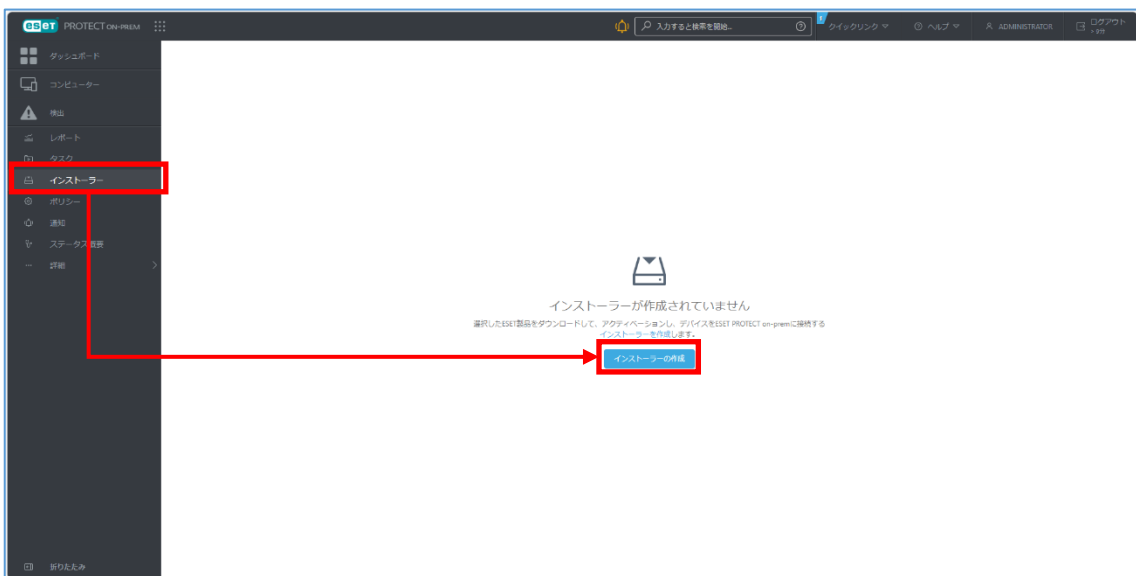 eset PROTECT ON-PREM
入力すると検索を開始...
クイックリンク
ヘルプ
ADMINISTRATOR
ログアウト
> 9分
ダッシュボード
コンピューター
検出
レポート
タスク
インストーラー
ポリシー
通知
ステータス概要
詳細
インストーラーが作成されていません
選択したESET製品をダウンロードして、アクティベーションし、デバイスをESET PROTECT on-premに接続する
インストーラーを作成します。
インストーラーの作成
折りたたみ